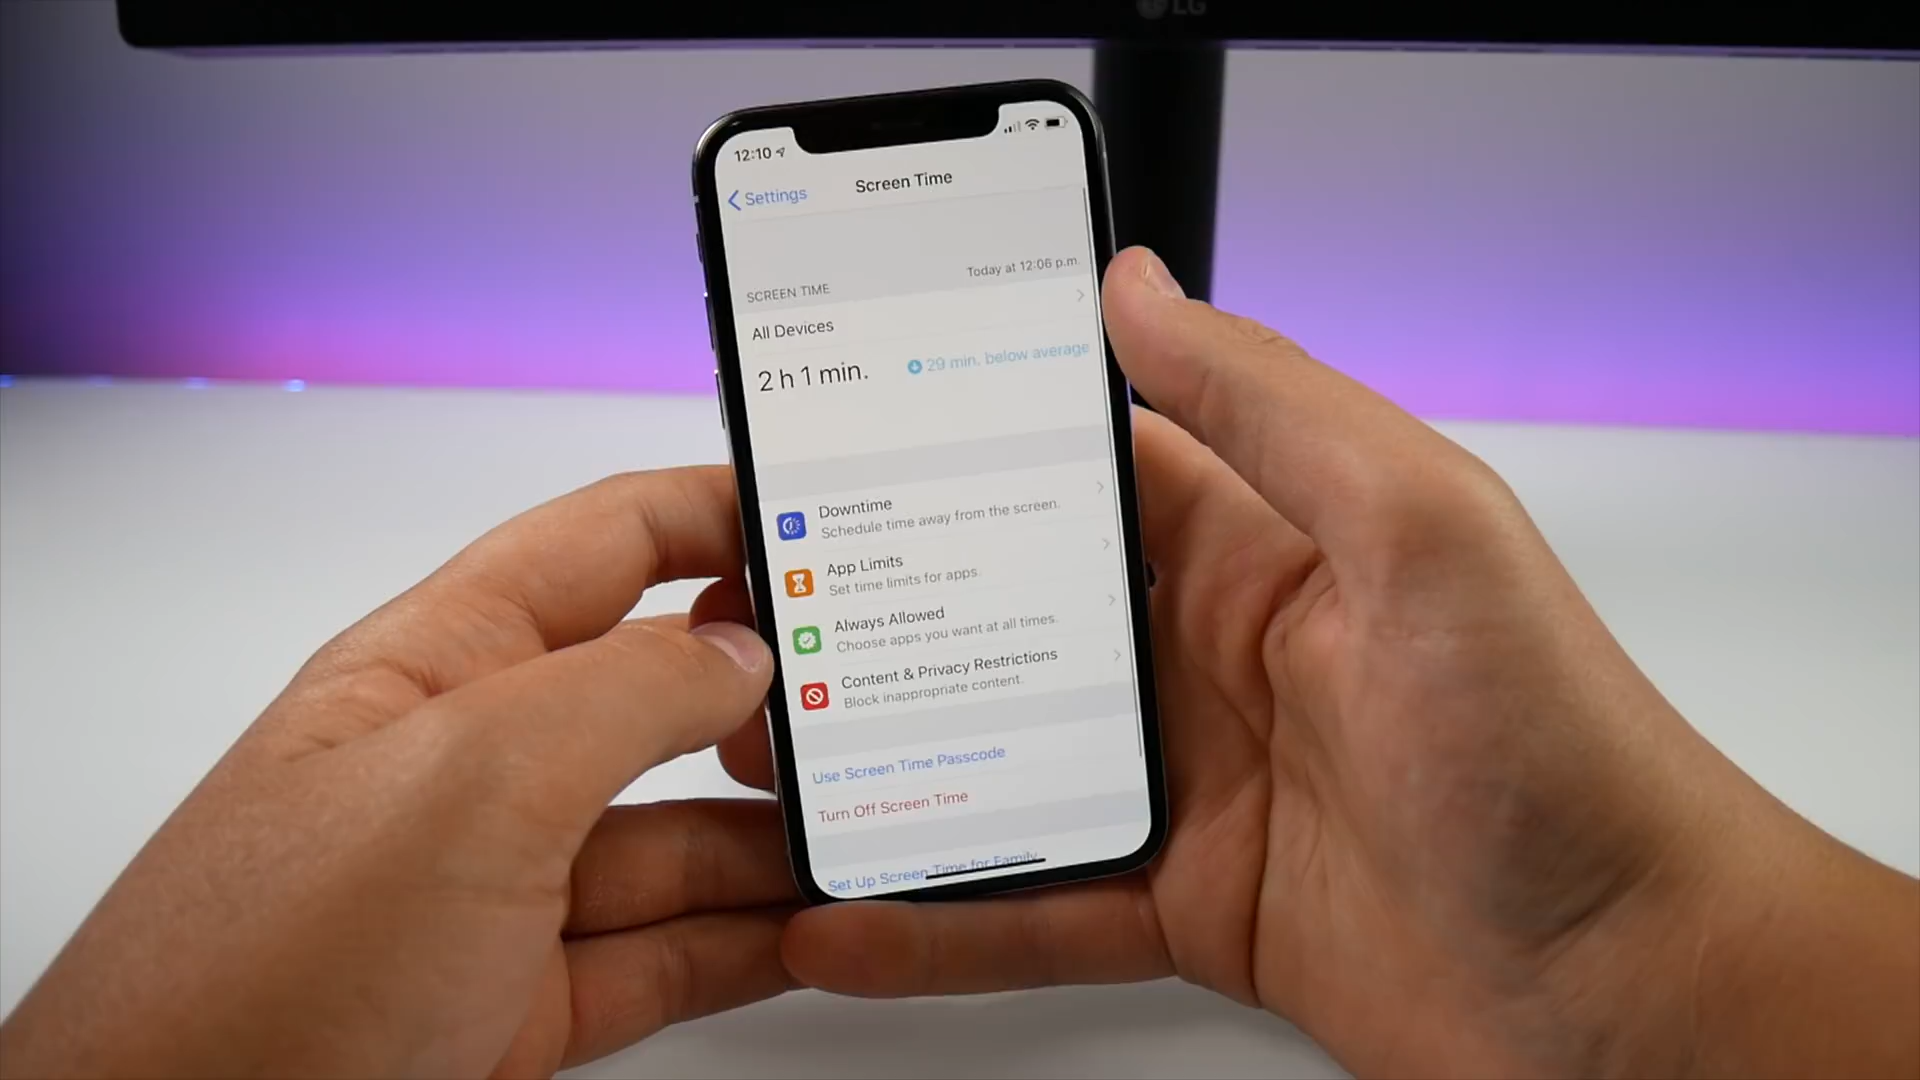 LG
12:10
Settings
Screen Time
Today at 12:06 p.m.
SCREEN TIME
All Devices
2 h 1 min.
29 min. below average
Downtime
Schedule time away from the screen.
App Limits
Set time limits for apps.
Always Allowed
Choose apps you want at all times.
Content & Privacy Restrictions
Block inappropriate content.
Use Screen Time Passcode
Turn Off Screen Time
Set Up Screen Time for Family